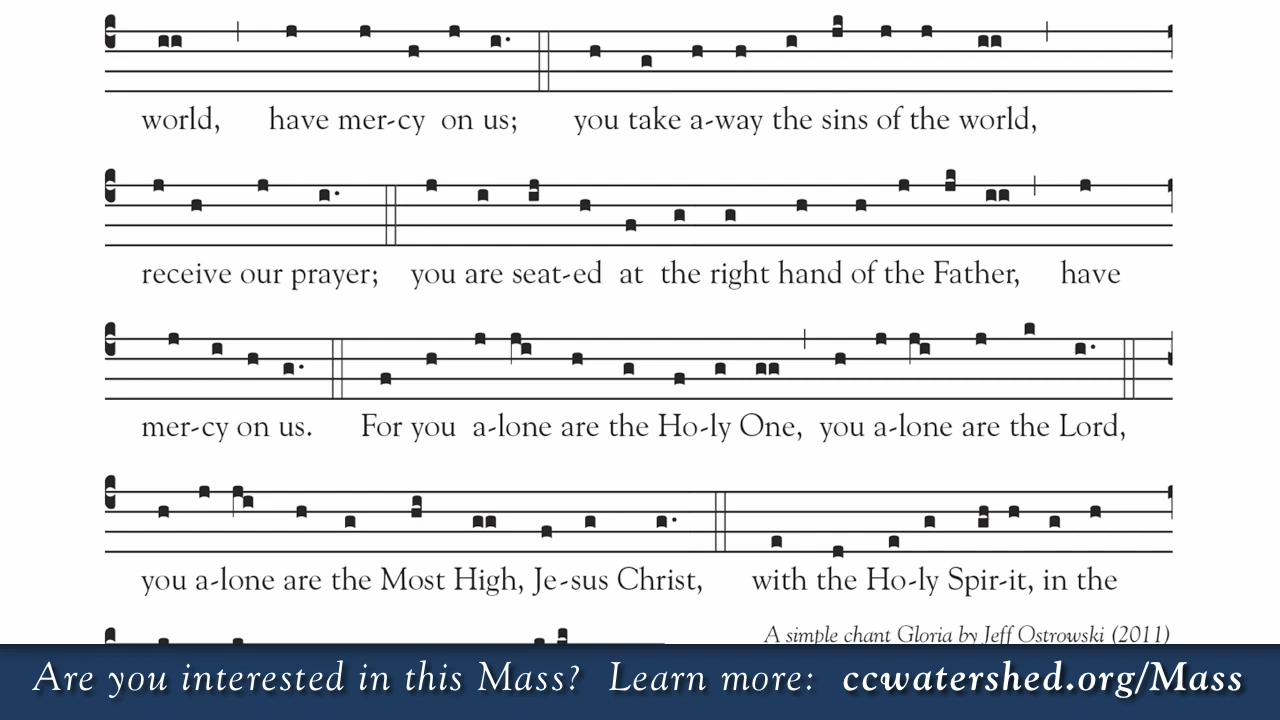 world, have mer-cy on us; you take a-way the sins of the world,
receive our prayer; you are seat-ed at the right hand of the Father, have
mer-cy on us. For you a-lone are the Ho-ly One, you a-lone are the Lord,
you a-lone are the Most High, Je-sus Christ, with the Ho-ly Spir-it, in the
A simple chant Gloria by Jeff Ostrowski (2011)
Are you interested in this Mass? Learn more: ccwatershed.org/Mass